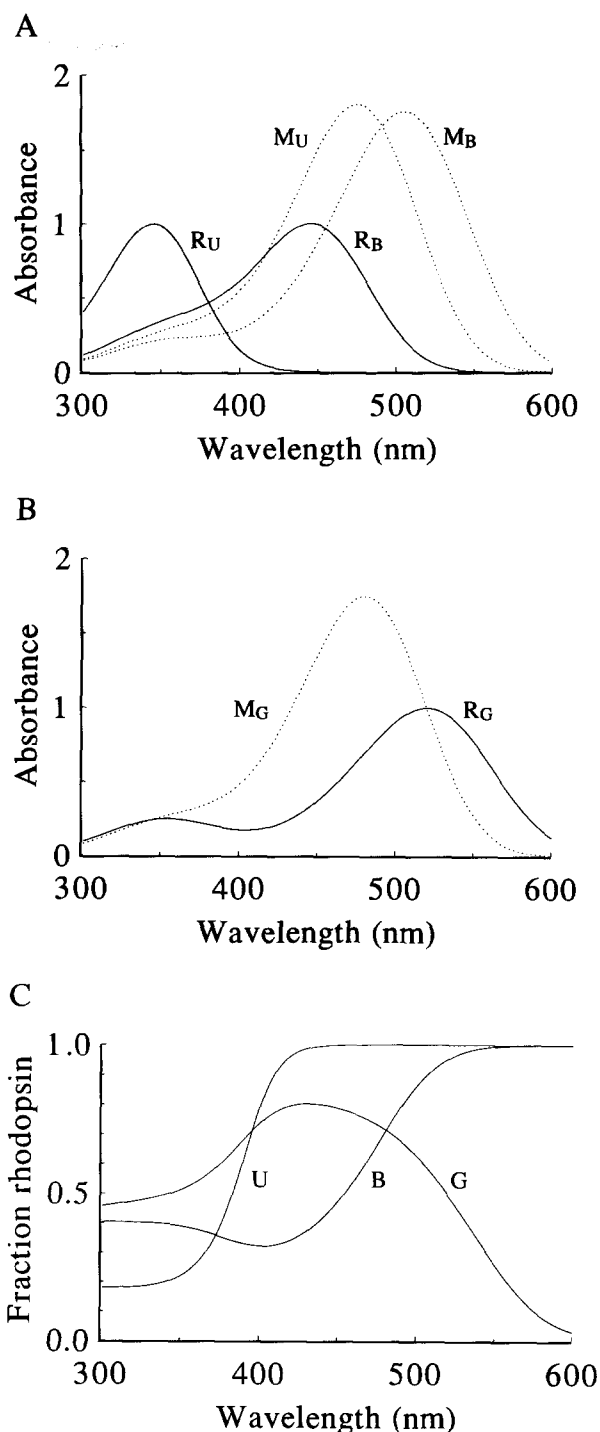 A
2
MU
MB
1
RU
RB
0
300 400 500 600
Absorbance
Wavelength (nm)
B
2
MG
RG
1
0
300 400 500 600
Absorbance
Wavelength (nm)
C
1.0
U B G
0.5
0.0
300 400 500 600
Fraction rhodopsin
Wavelength (nm)